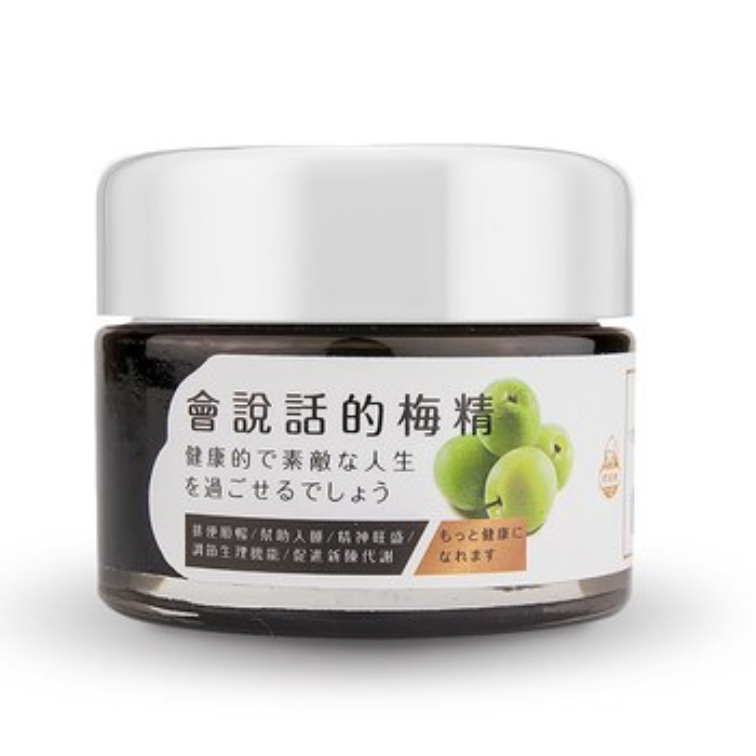 會說話的梅精
健康的で素敵な人生
を過ごせるでしょう
排便順暢/幫助入睡/精神旺盛/
調節生理機能/促進新陳代謝
もっと健康に
なれます